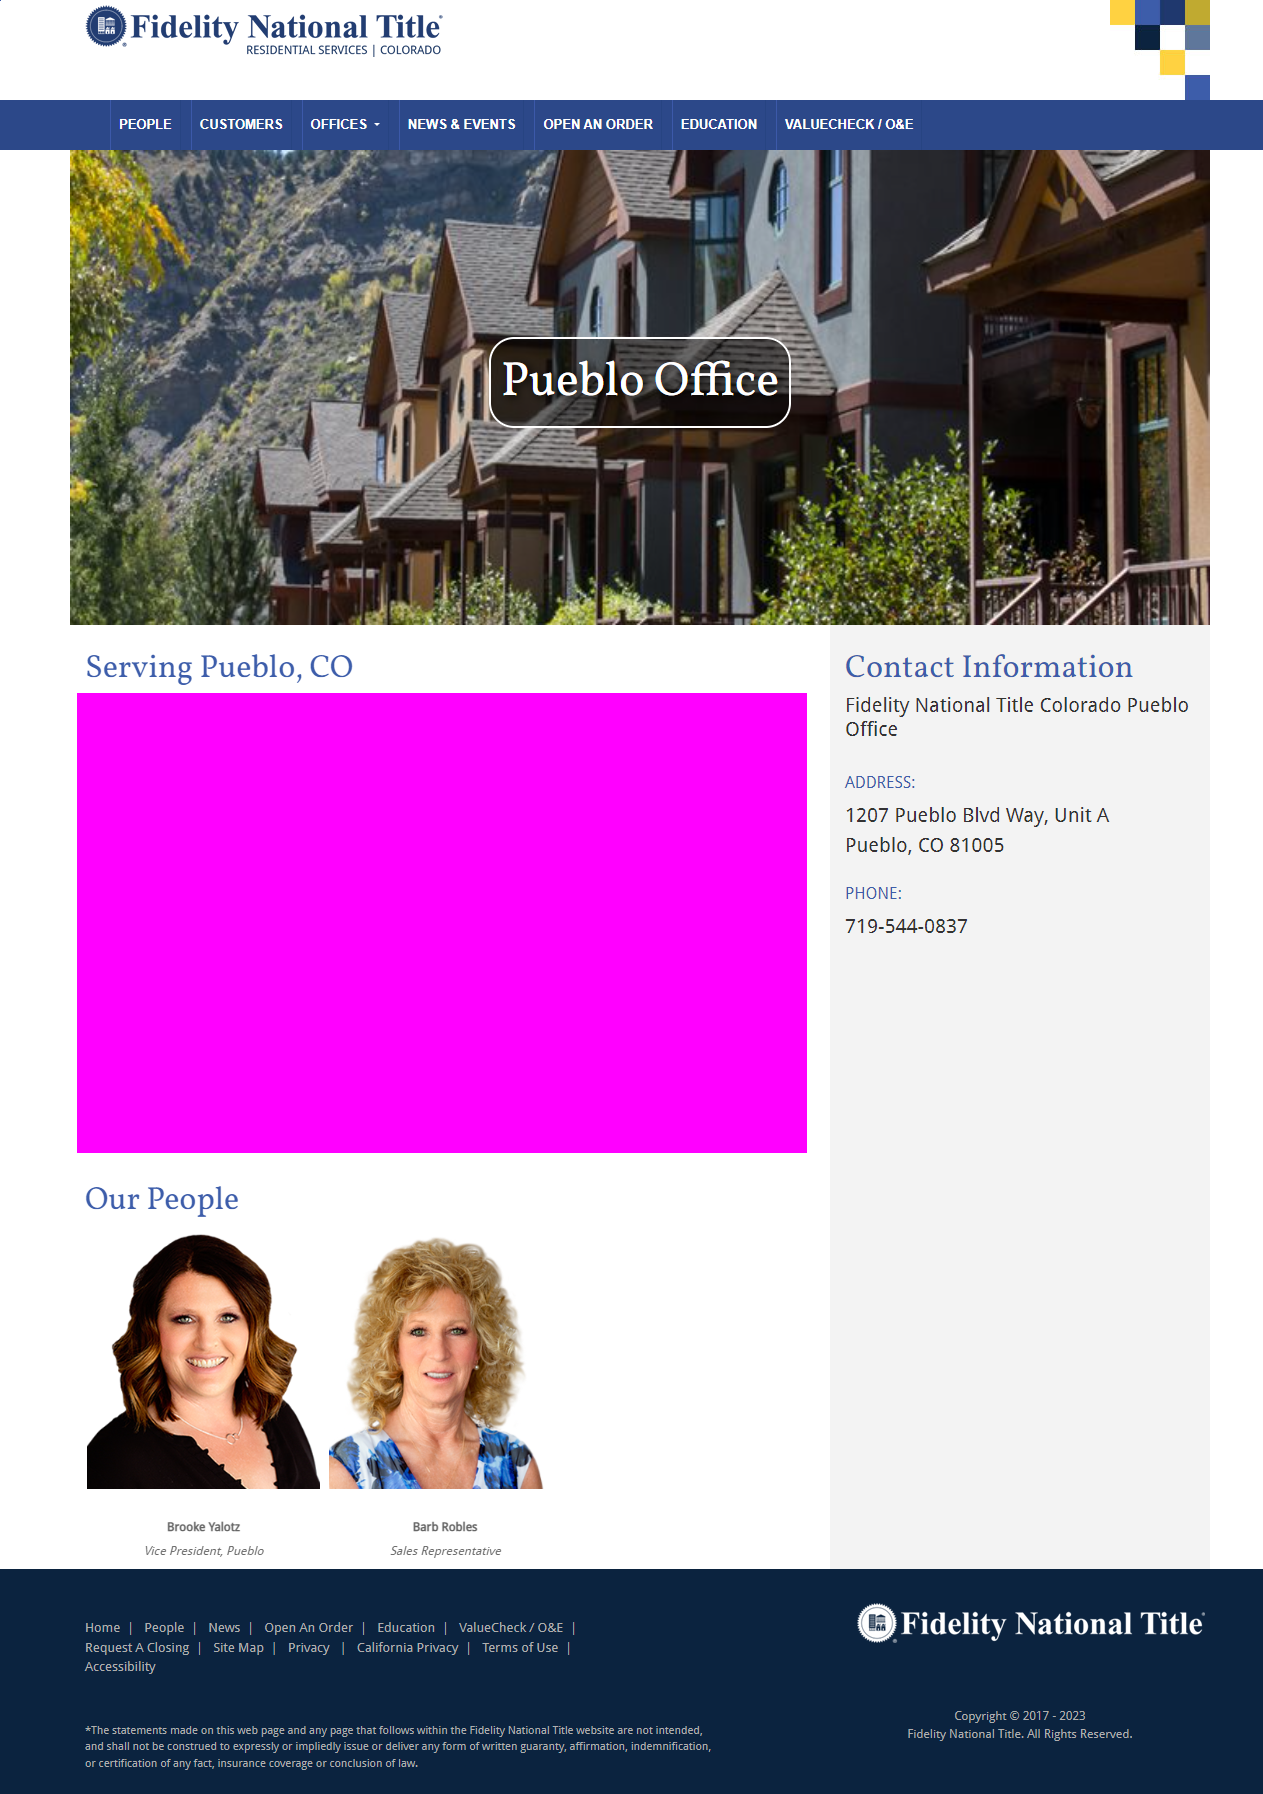 Fidelity National Title®
RESIDENTIAL SERVICES | COLORADO
PEOPLE
CUSTOMERS
OFFICES
NEWS & EVENTS
OPEN AN ORDER
EDUCATION
VALUECHECK / O&E
Pueblo Office
Serving Pueblo, CO
Contact Information
Fidelity National Title Colorado Pueblo
Office
ADDRESS:
1207 Pueblo Blvd Way, Unit A
Pueblo, CO 81005
PHONE:
719-544-0837
Our People
Brooke Yalotz
Vice President, Pueblo
Barb Robles
Sales Representative
Home | People | News | Open An Order | Education | ValueCheck / O&E |
Request A Closing | Site Map | Privacy | California Privacy | Terms of Use |
Accessibility
*The statements made on this web page and any page that follows within the Fidelity National Title website are not intended,
and shall not be construed to expressly or impliedly issue or deliver any form of written guaranty, affirmation, indemnification,
or certification of any fact, insurance coverage or conclusion of law.
Fidelity National Title®
Copyright © 2017 - 2023
Fidelity National Title. All Rights Reserved.